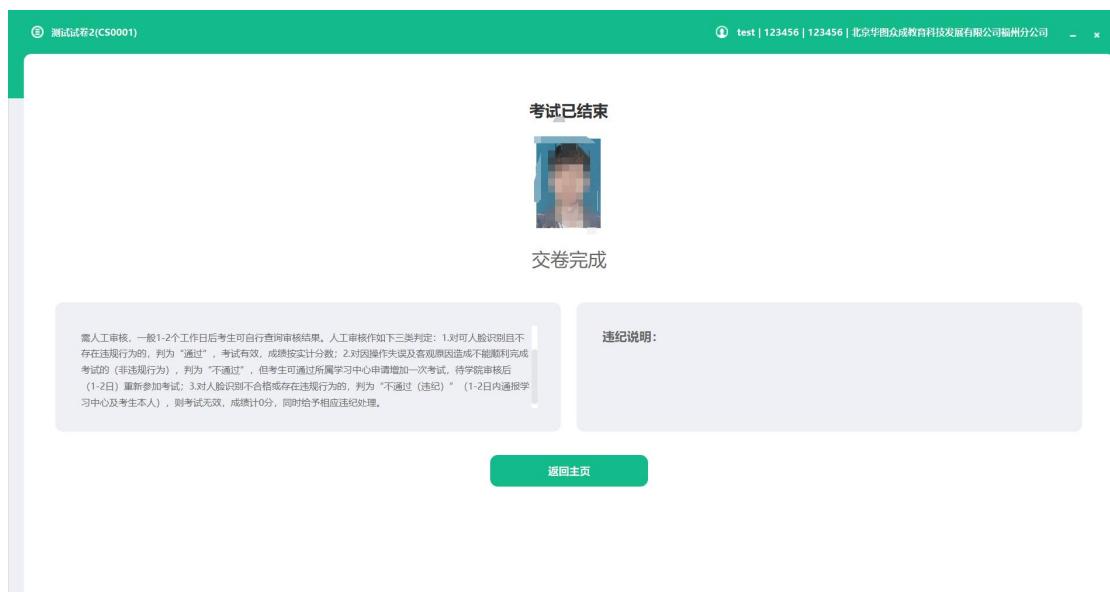 测试试卷2(CS0001)
test | 123456 | 123456 | 北京华图众成教育科技发展有限公司福州分公司
考试已结束
交卷完成
需人工审核，一般1-2个工作日后考生可自行查询审核结果。人工审核作如下三类判定：1.对可人脸识别且不
存在违规行为的，判为“通过”，考试有效，成绩按实计分数；2.对因操作失误及客观原因造成不能顺利完成
考试的（非违规行为），判为“不通过”，但考生可通过所属学习中心申请增加一次考试，待学院审核后
（1-2日）重新参加考试；3.对人脸识别不合格或存在违规行为的，判为“不通过（违纪）”（1-2日内通报学
习中心及考生本人），则考试无效，成绩计0分，同时给予相应违纪处理。
违纪说明：
返回主页